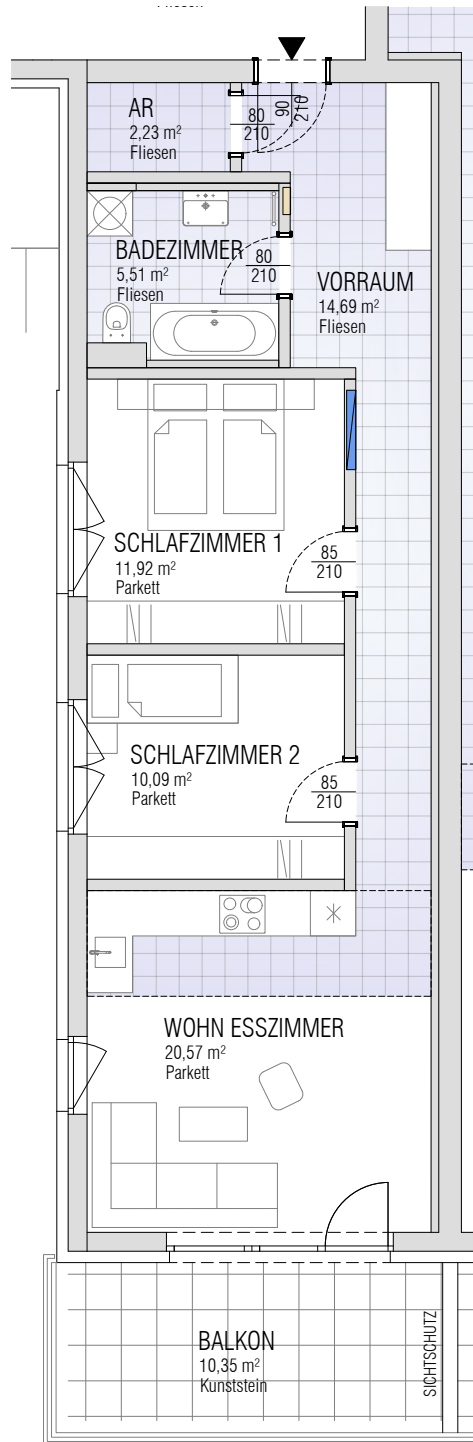 Fliesen
AR
2,23 m²
Fliesen
80
210
90
210
BADEZIMMER
5,51 m²
Fliesen
80
210
VORRAUM
14,69 m²
Fliesen
SCHLAFZIMMER 1
11,92 m²
Parkett
85
210
SCHLAFZIMMER 2
10,09 m²
Parkett
85
210
WOHN ESSZIMMER
20,57 m²
Parkett
BALKON
10,35 m²
Kunststein
SICHTSCHUTZ